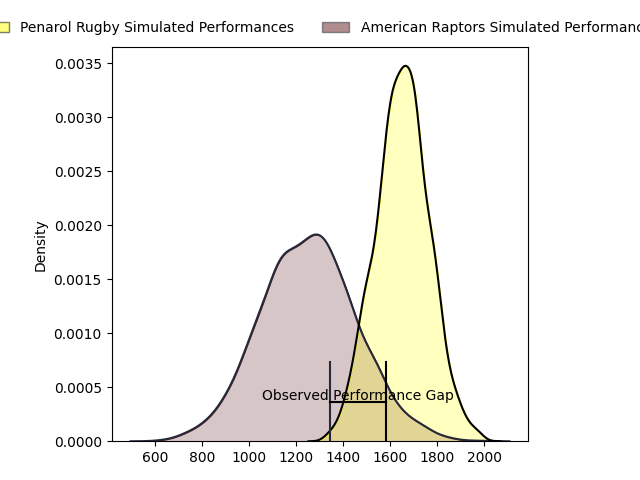 Penarol Rugby Simulated Performances
American Raptors Simulated
0.0035
0.0030
0.0025
0.0020
0.0015
0.0010
0.0005
0.0000
Density
Observed Performance Gap
600 800 1000 1200 1400 1600 1800 2000